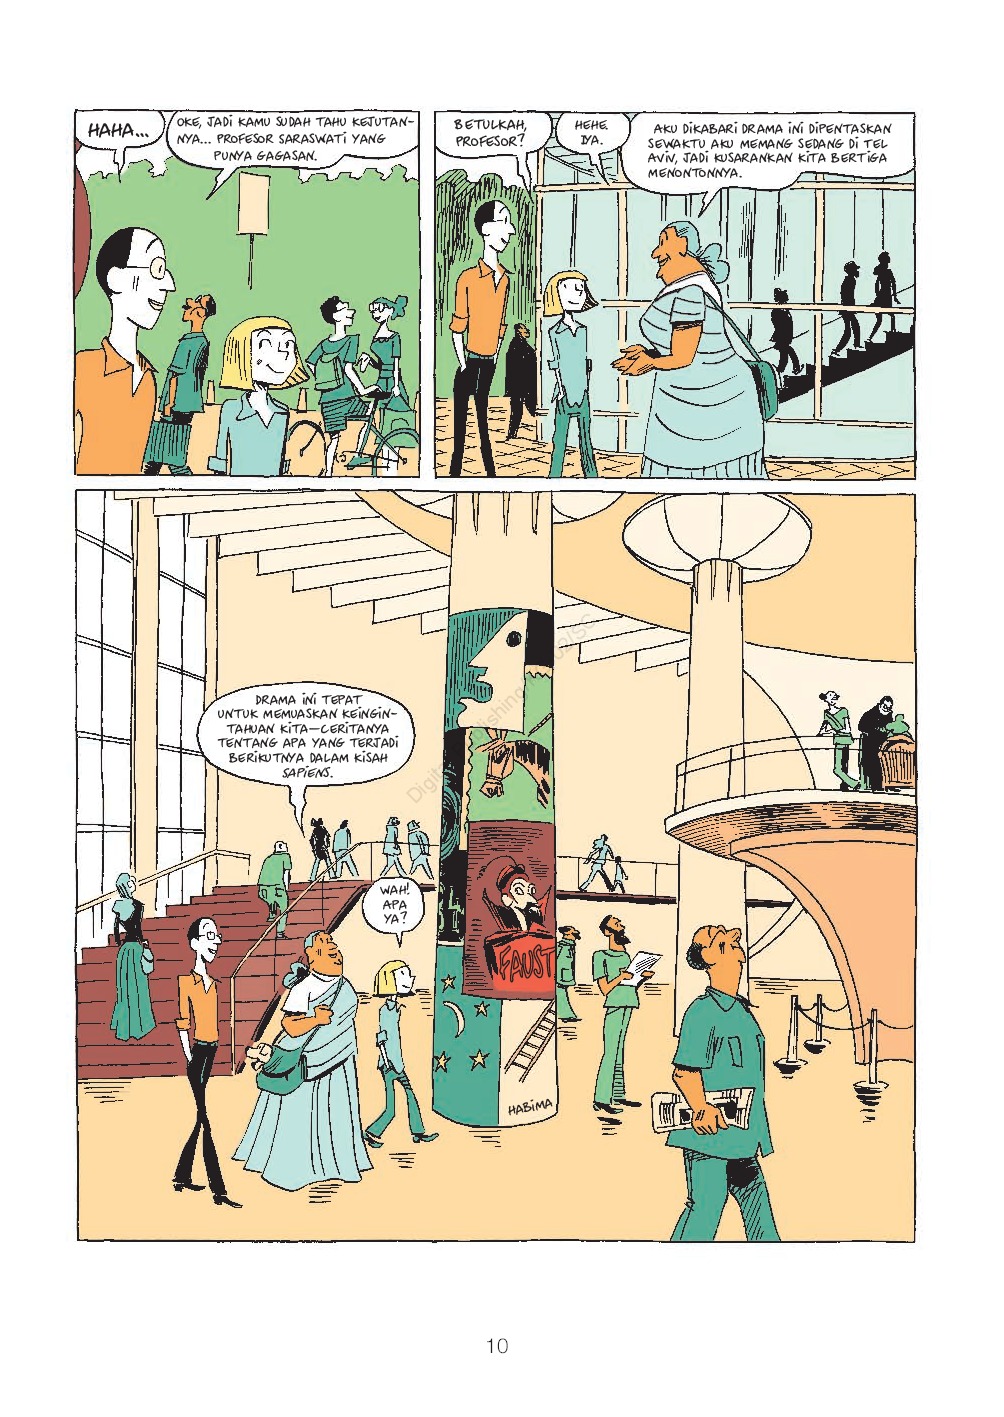 HAHA...
OKE, JADI KAMU SUDAH TAHU KEJUTAN-
NYA... PROFESOR SARASWATI YANG
PUNYA GAGASAN.
BETULKAH,
PROFESOR?
HEHE.
IYA.
AKU DIKABARI DRAMA INI DIPENTASKAN
SEWAKTU AKU MEMANG SEDANG DI TEL
AVIV, JADI KUSARANKAN KITA BERTIGA
MENONTONNYA.
DRAMA INI TEPAT
UNTUK MEMUASKAN KEINGIN-
TAHUAN KITA—CERITANYA
TENTANG APA YANG TERJADI
BERIKUTNYA DALAM KISAH
SAPIENS.
WAH!
APA
YA?
FAUST
HABIMA
10